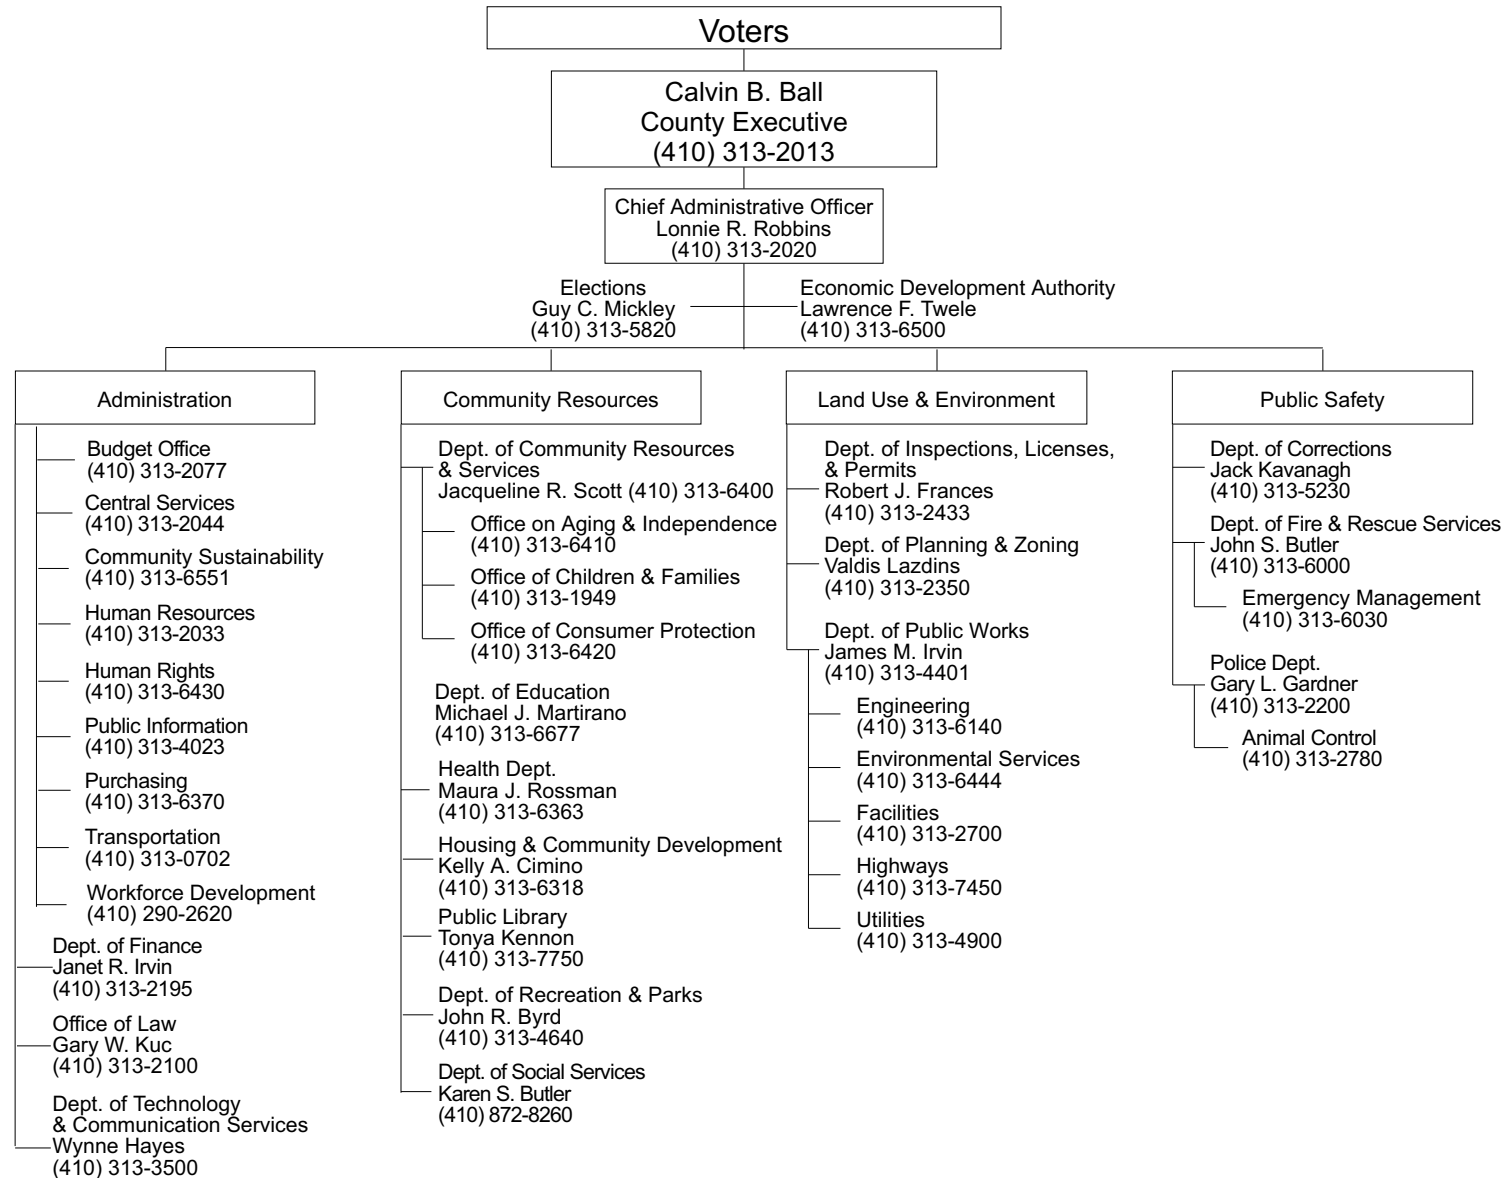 Voters
Calvin B. Ball
County Executive
(410) 313-2013
Chief Administrative Officer
Lonnie R. Robbins
(410) 313-2020
Elections
Guy C. Mickley
(410) 313-5820
Economic Development Authority
Lawrence F. Twele
(410) 313-6500
Administration
Budget Office
(410) 313-2077
Central Services
(410) 313-2044
Community Sustainability
(410) 313-6551
Human Resources
(410) 313-2033
Human Rights
(410) 313-6430
Public Information
(410) 313-4023
Purchasing
(410) 313-6370
Transportation
(410) 313-0702
Workforce Development
(410) 290-2620
Dept. of Finance
Janet R. Irvin
(410) 313-2195
Office of Law
Gary W. Kuc
(410) 313-2100
Dept. of Technology
& Communication Services
Wynne Hayes
(410) 313-3500
Community Resources
Dept. of Community Resources
& Services
Jacqueline R. Scott (410) 313-6400
Office on Aging & Independence
(410) 313-6410
Office of Children & Families
(410) 313-1949
Office of Consumer Protection
(410) 313-6420
Dept. of Education
Michael J. Martirano
(410) 313-6677
Health Dept.
Maura J. Rossman
(410) 313-6363
Housing & Community Development
Kelly A. Cimino
(410) 313-6318
Public Library
Tonya Kennon
(410) 313-7750
Dept. of Recreation & Parks
John R. Byrd
(410) 313-4640
Dept. of Social Services
Karen S. Butler
(410) 872-8260
Land Use & Environment
Dept. of Inspections, Licenses,
& Permits
Robert J. Frances
(410) 313-2433
Dept. of Planning & Zoning
Valdis Lazdins
(410) 313-2350
Dept. of Public Works
James M. Irvin
(410) 313-4401
Engineering
(410) 313-6140
Environmental Services
(410) 313-6444
Facilities
(410) 313-2700
Highways
(410) 313-7450
Utilities
(410) 313-4900
Public Safety
Dept. of Corrections
Jack Kavanagh
(410) 313-5230
Dept. of Fire & Rescue Services
John S. Butler
(410) 313-6000
Emergency Management
(410) 313-6030
Police Dept.
Gary L. Gardner
(410) 313-2200
Animal Control
(410) 313-2780